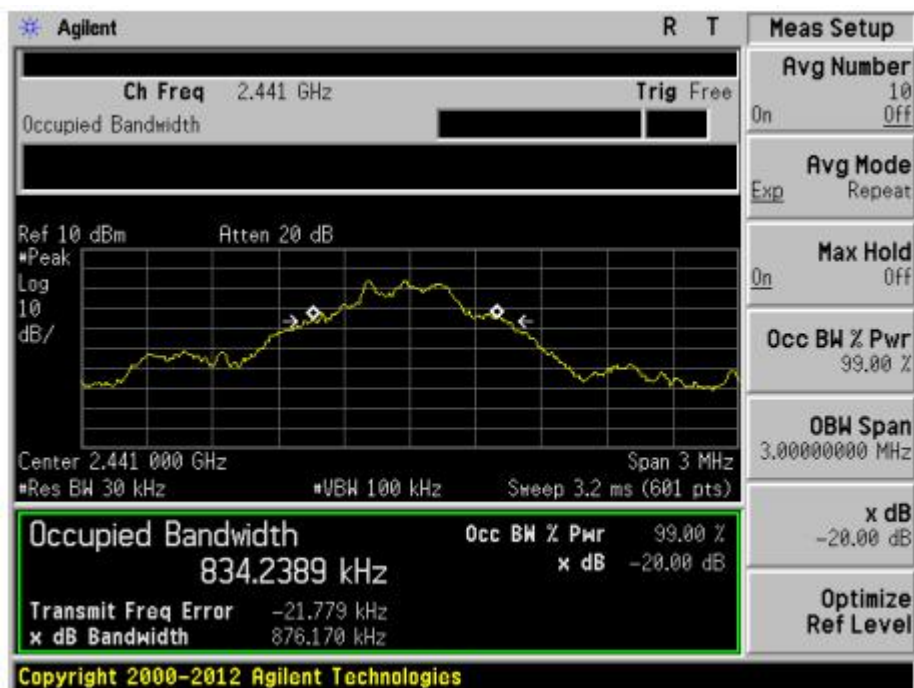 Agilent R T
Ch Freq 2.441 GHz Trig Free
Occupied Bandwidth
Ref 10 dBm Atten 20 dB
#Peak
Log
10
dB/
Center 2.441 000 GHz Span 3 MHz
#Res BW 30 kHz #VBW 100 kHz Sweep 3.2 ms (601 pts)
Occupied Bandwidth
834.2389 kHz
Occ BW % Pwr 99.00 %
x dB -20.00 dB
Transmit Freq Error -21.779 kHz
x dB Bandwidth 876.170 kHz
Copyright 2000-2012 Agilent Technologies
Meas Setup
Avg Number
10
On Off
Avg Mode
Exp Repeat
Max Hold
On Off
Occ BW % Pwr
99.00 %
OBW Span
3.00000000 MHz
x dB
-20.00 dB
Optimize
Ref Level